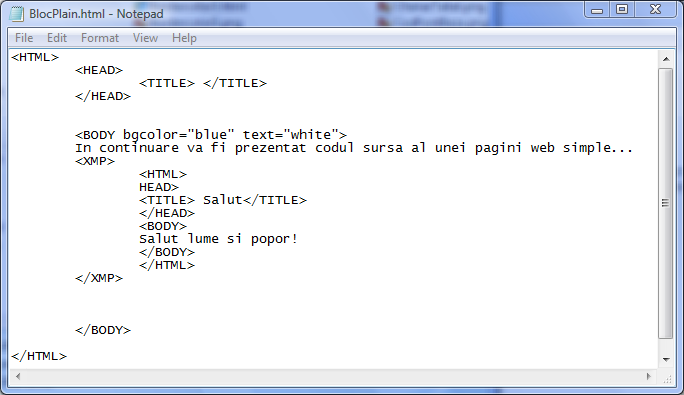 BlocPlain.html - Notepad
File Edit Format View Help
<HTML>
<HEAD>
<TITLE> </TITLE>
</HEAD>
<BODY bgcolor="blue" text="white">
In continuare va fi prezentat codul sursa al unei pagini web simple...
<XMP>
<HTML>
HEAD>
<TITLE> Salut</TITLE>
</HEAD>
<BODY>
Salut lume si popor!
</BODY>
</HTML>
</XMP>
</BODY>
</HTML>